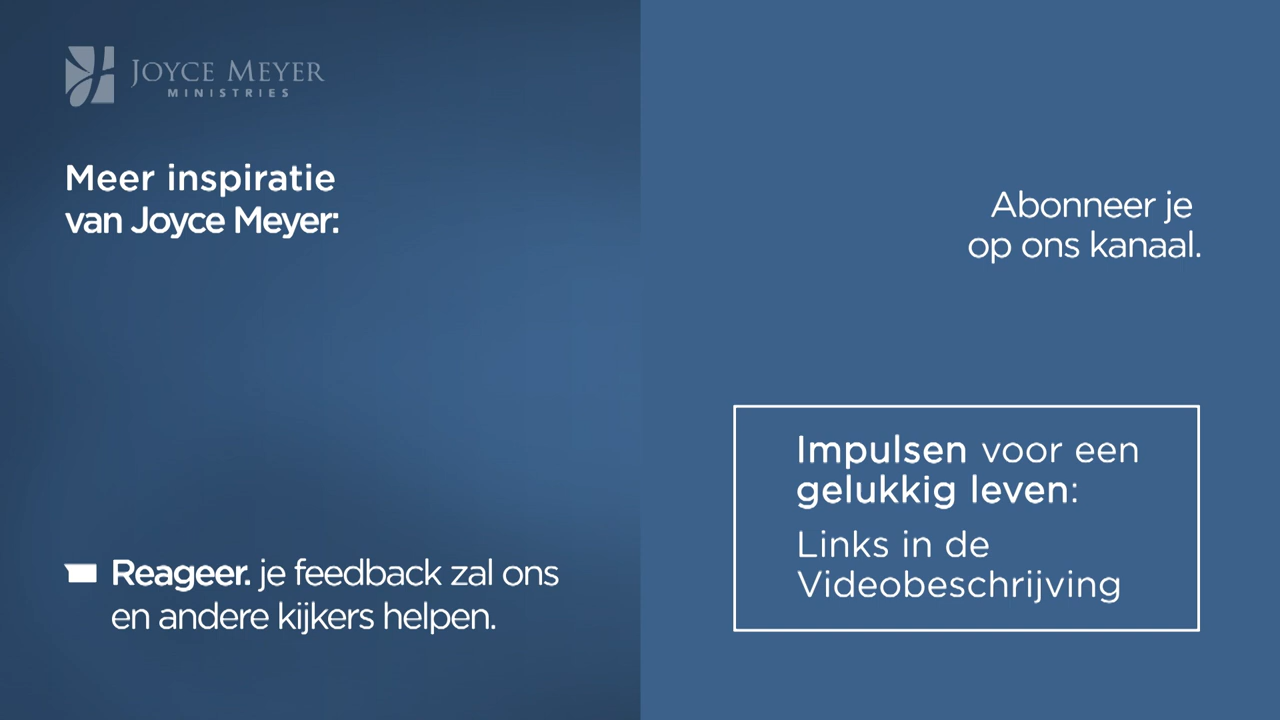 JOYCE MEYER
MINISTRIES
Meer inspiratie
van Joyce Meyer:
Reageer. je feedback zal ons
en andere kijkers helpen.
Abonneer je
op ons kanaal.
Impulsen voor een
gelukkig leven:
Links in de
Videobeschrijving